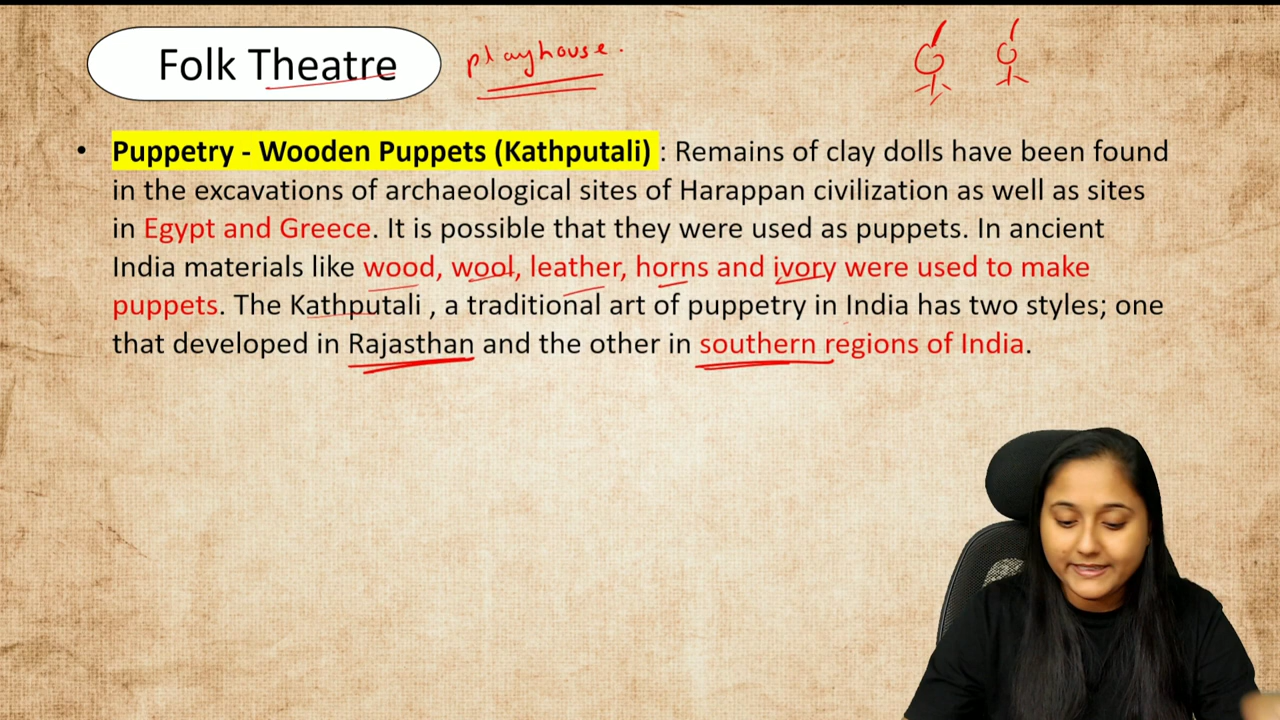 Folk Theatre playhouse.
• Puppetry - Wooden Puppets (Kathputali) : Remains of clay dolls have been found
in the excavations of archaeological sites of Harappan civilization as well as sites
in Egypt and Greece. It is possible that they were used as puppets. In ancient
India materials like wood, wool, leather, horns and ivory were used to make
puppets. The Kathputali , a traditional art of puppetry in India has two styles; one
that developed in Rajasthan and the other in southern regions of India.